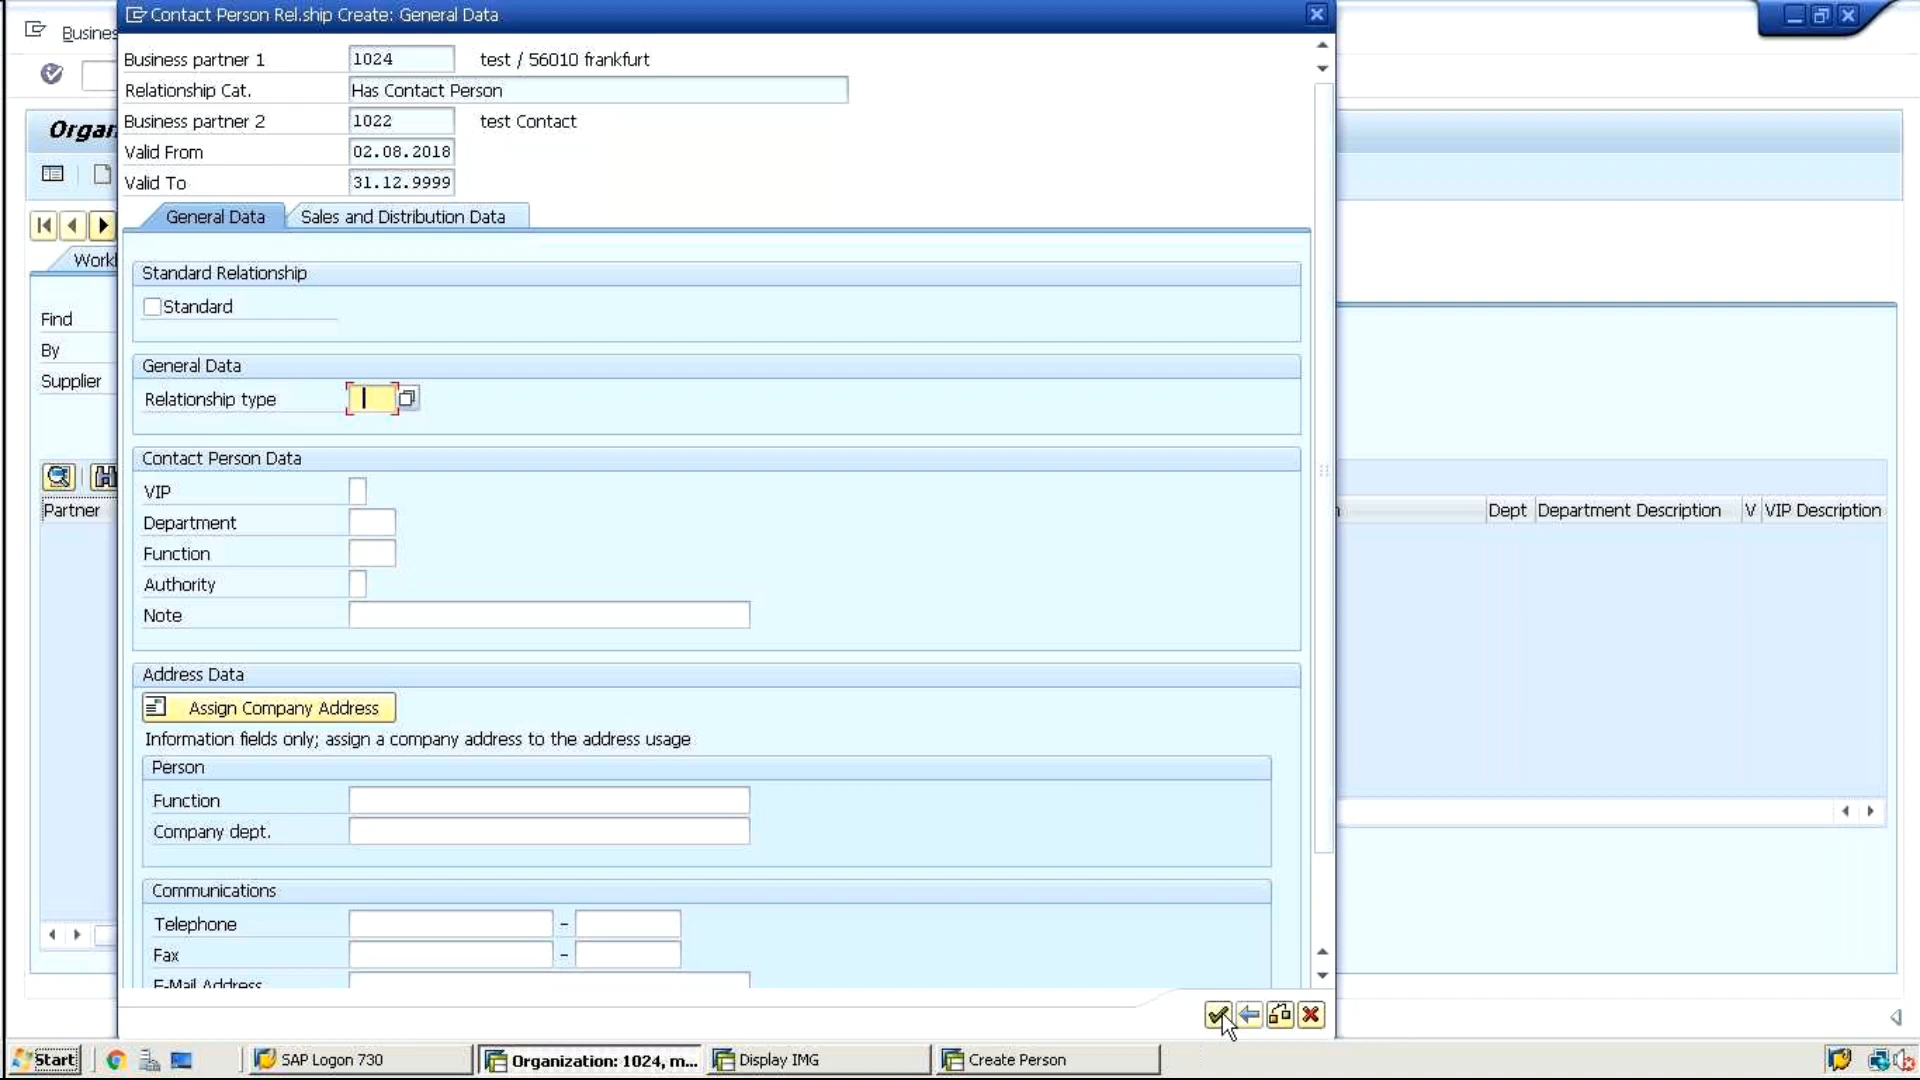 Contact Person Rel.ship Create: General Data
Business partner 1 1024 test / 56010 frankfurt
Relationship Cat. Has Contact Person
Business partner 2 1022 test Contact
Valid From 02.08.2018
Valid To 31.12.9999
General Data Sales and Distribution Data
Standard Relationship
Standard
General Data
Relationship type
Contact Person Data
VIP
Department
Function
Authority
Note
Address Data
Assign Company Address
Information fields only; assign a company address to the address usage
Person
Function
Company dept.
Communications
Telephone -
Fax -
E-Mail Address
Busines
Organ
Work
Find
By
Supplier
Partner
Dept Department Description V VIP Description
Start SAP Logon 730 Organization: 1024, m... Display IMG Create Person